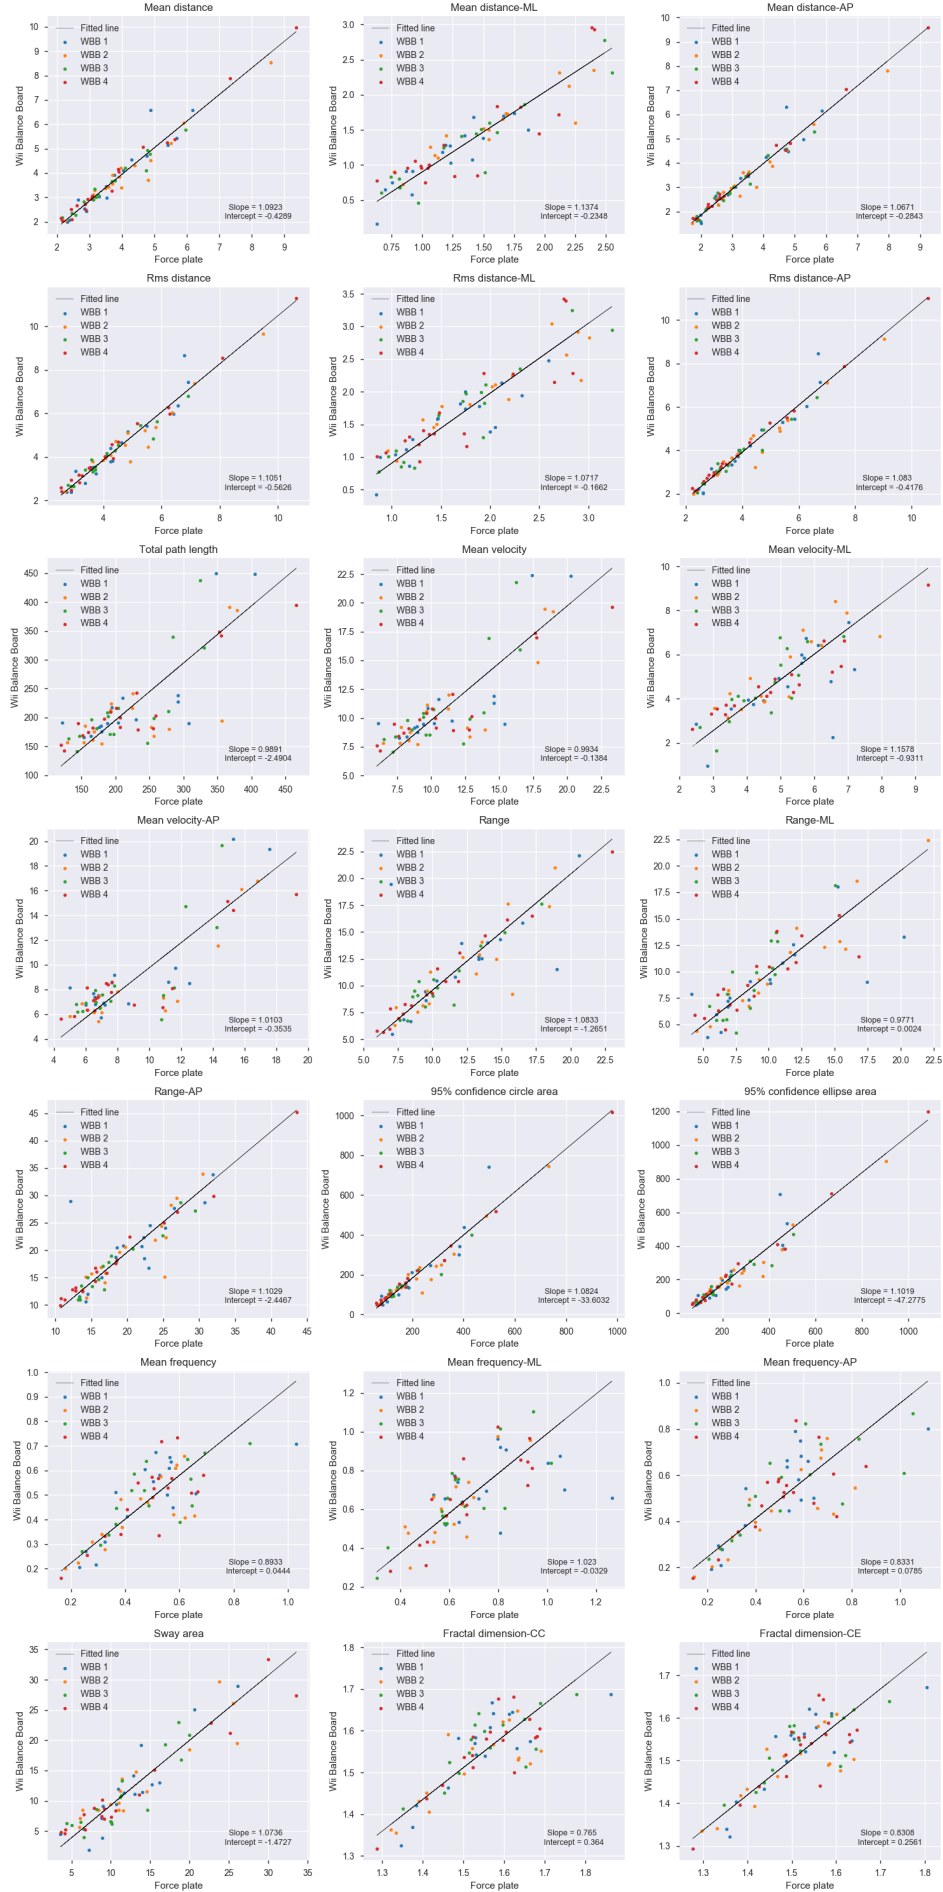 Mean distance
Fitted line
WBB 1
WBB 2
WBB 3
WBB 4
Slope = 1.0923
Intercept = -0.4289
Force plate
Wii Balance Board
Mean distance-ML
Fitted line
WBB 1
WBB 2
WBB 3
WBB 4
Slope = 1.1374
Intercept = -0.2348
Force plate
Wii Balance Board
Mean distance-AP
Fitted line
WBB 1
WBB 2
WBB 3
WBB 4
Slope = 1.0671
Intercept = -0.2843
Force plate
Wii Balance Board
Rms distance
Fitted line
WBB 1
WBB 2
WBB 3
WBB 4
Slope = 1.1051
Intercept = -0.5626
Force plate
Wii Balance Board
Rms distance-ML
Fitted line
WBB 1
WBB 2
WBB 3
WBB 4
Slope = 1.0717
Intercept = -0.1662
Force plate
Wii Balance Board
Rms distance-AP
Fitted line
WBB 1
WBB 2
WBB 3
WBB 4
Slope = 1.083
Intercept = -0.4176
Force plate
Wii Balance Board
Total path length
Fitted line
WBB 1
WBB 2
WBB 3
WBB 4
Slope = 0.9891
Intercept = -2.4904
Force plate
Wii Balance Board
Mean velocity
Fitted line
WBB 1
WBB 2
WBB 3
WBB 4
Slope = 0.9934
Intercept = -0.1384
Force plate
Wii Balance Board
Mean velocity-ML
Fitted line
WBB 1
WBB 2
WBB 3
WBB 4
Slope = 1.1578
Intercept = -0.9311
Force plate
Wii Balance Board
Mean velocity-AP
Fitted line
WBB 1
WBB 2
WBB 3
WBB 4
Slope = 1.0103
Intercept = -0.3535
Force plate
Wii Balance Board
Range
Fitted line
WBB 1
WBB 2
WBB 3
WBB 4
Slope = 1.0833
Intercept = -1.2651
Force plate
Wii Balance Board
Range-ML
Fitted line
WBB 1
WBB 2
WBB 3
WBB 4
Slope = 0.9771
Intercept = 0.0024
Force plate
Wii Balance Board
Range-AP
Fitted line
WBB 1
WBB 2
WBB 3
WBB 4
Slope = 1.1029
Intercept = -2.4467
Force plate
Wii Balance Board
95% confidence circle area
Fitted line
WBB 1
WBB 2
WBB 3
WBB 4
Slope = 1.0824
Intercept = -33.6032
Force plate
Wii Balance Board
95% confidence ellipse area
Fitted line
WBB 1
WBB 2
WBB 3
WBB 4
Slope = 1.1019
Intercept = -47.2775
Force plate
Wii Balance Board
Mean frequency
Fitted line
WBB 1
WBB 2
WBB 3
WBB 4
Slope = 0.8933
Intercept = 0.0444
Force plate
Wii Balance Board
Mean frequency-ML
Fitted line
WBB 1
WBB 2
WBB 3
WBB 4
Slope = 1.023
Intercept = -0.0329
Force plate
Wii Balance Board
Mean frequency-AP
Fitted line
WBB 1
WBB 2
WBB 3
WBB 4
Slope = 0.8331
Intercept = 0.0785
Force plate
Wii Balance Board
Sway area
Fitted line
WBB 1
WBB 2
WBB 3
WBB 4
Slope = 1.0736
Intercept = -1.4727
Force plate
Wii Balance Board
Fractal dimension-CC
Fitted line
WBB 1
WBB 2
WBB 3
WBB 4
Slope = 0.765
Intercept = 0.364
Force plate
Wii Balance Board
Fractal dimension-CE
Fitted line
WBB 1
WBB 2
WBB 3
WBB 4
Slope = 0.8308
Intercept = 0.2561
Force plate
Wii Balance Board